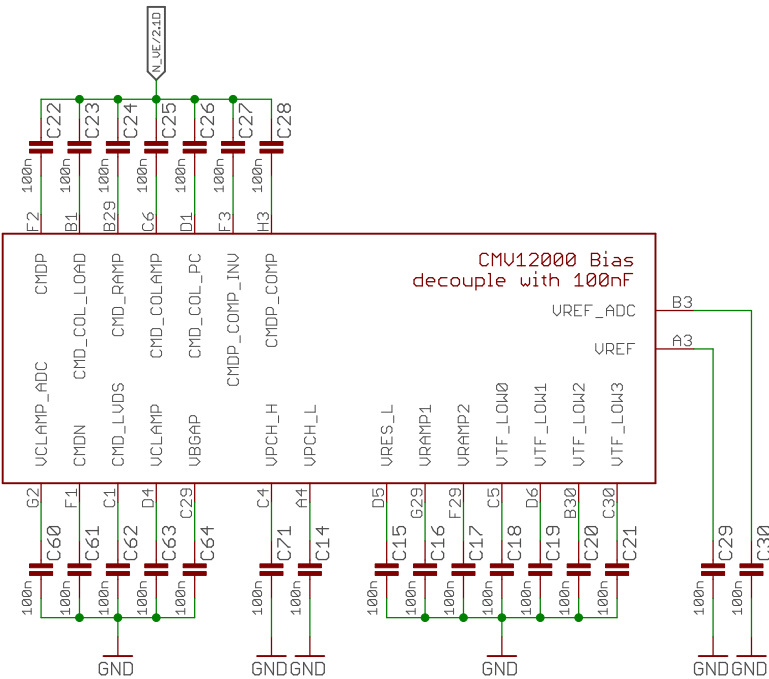 N_VE/2.1D
C22 C23 C24 C25 C26 C27 C28
100n 100n 100n 100n 100n 100n 100n
F2 B1 B29 C6 D1 F3 H3
CMDP CMD_COL_LOAD CMD_RAMP CMD_COLAMP CMD_COL_PC CMDP_COMP_INV CMDP_COMP
CMV12000 Bias
decouple with 100nF
VREF_ADC B3
VREF A3
VCLAMP_ADC CMDN CMD_LVDS VCLAMP VBGAP VPCH_H VPCH_L VRES_L VRAMP1 VRAMP2 VTF_LOW0 VTF_LOW1 VTF_LOW2 VTF_LOW3
G2 F1 C1 D4 C29 C4 A4 D5 G29 F29 C5 D6 B30 C30
C60 C61 C62 C63 C64 C71 C14 C15 C16 C17 C18 C19 C20 C21 C29 C30
100n 100n 100n 100n 100n 100n 100n 100n 100n 100n 100n 100n 100n 100n 100n 100n
GND GND GND GND GND GND